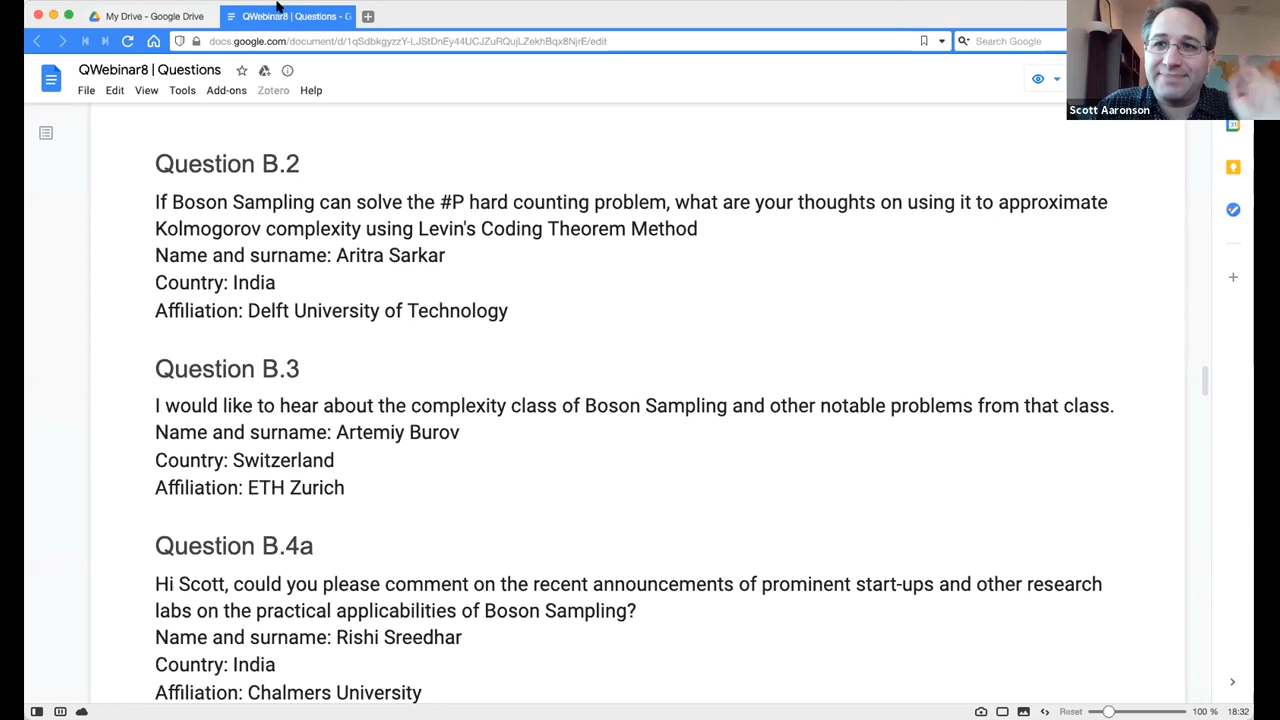 My Drive - Google Drive
QWebinar8 | Questions - G
docs.google.com/document/d/1qSdbkgyzzY-LJStDnEy44UCJZuRQujLZekhBqx8NjrE/edit
Search Google
Scott Aaronson
QWebinar8 | Questions
File Edit View Tools Add-ons Zotero Help
Question B.2
If Boson Sampling can solve the #P hard counting problem, what are your thoughts on using it to approximate
Kolmogorov complexity using Levin's Coding Theorem Method
Name and surname: Aritra Sarkar
Country: India
Affiliation: Delft University of Technology
Question B.3
I would like to hear about the complexity class of Boson Sampling and other notable problems from that class.
Name and surname: Artemiy Burov
Country: Switzerland
Affiliation: ETH Zurich
Question B.4a
Hi Scott, could you please comment on the recent announcements of prominent start-ups and other research
labs on the practical applicabilities of Boson Sampling?
Name and surname: Rishi Sreedhar
Country: India
Affiliation: Chalmers University
Reset 100 % 18:32